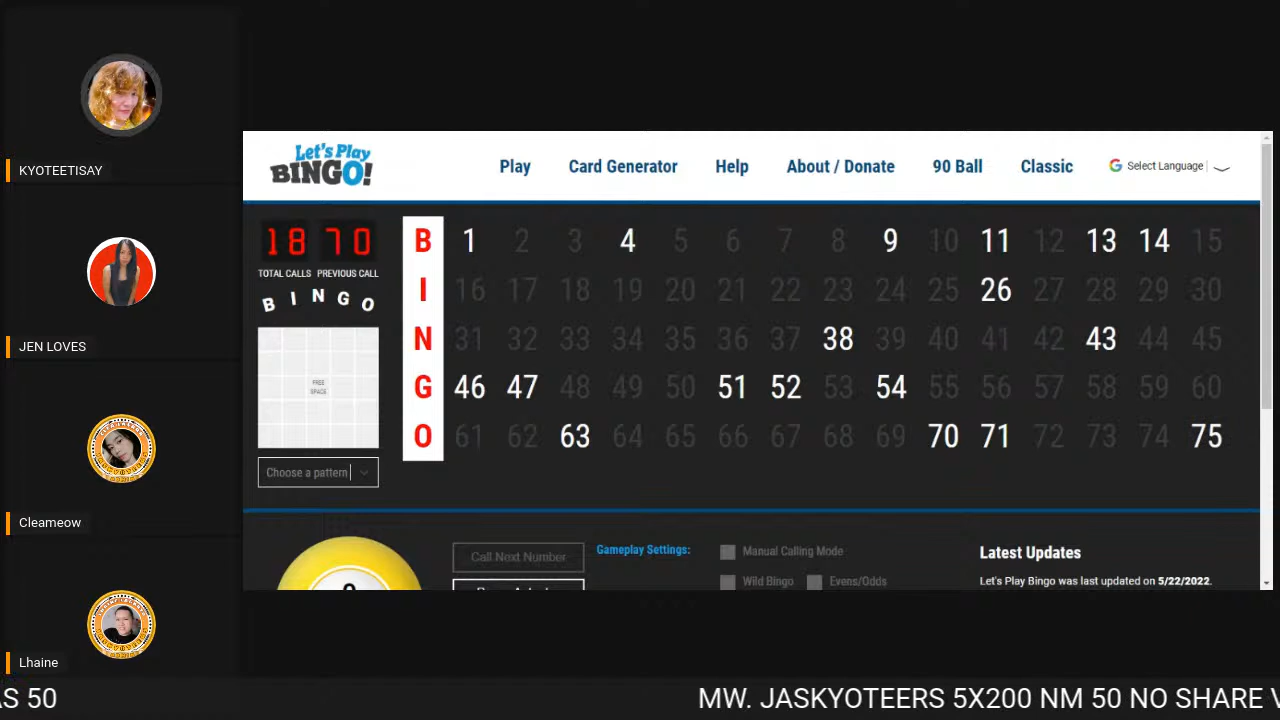 KYOTEETISAY
JEN LOVES
Cleameow
Lhaine
Let's Play
BINGO!
Play Card Generator Help About / Donate 90 Ball Classic Select Language
18 70
TOTAL CALLS PREVIOUS CALL
B I N G O
FREE
SPACE
Choose a pattern
B 1 2 3 4 5 6 7 8 9 10 11 12 13 14 15
I 16 17 18 19 20 21 22 23 24 25 26 27 28 29 30
N 31 32 33 34 35 36 37 38 39 40 41 42 43 44 45
G 46 47 48 49 50 51 52 53 54 55 56 57 58 59 60
O 61 62 63 64 65 66 67 68 69 70 71 72 73 74 75
Call Next Number
Gameplay Settings:
Manual Calling Mode
Wild Bingo Evens/Odds
Latest Updates
Let's Play Bingo was last updated on 5/22/2022.
AS 50 MW. JASKYOTEERS 5X200 NM 50 NO SHARE